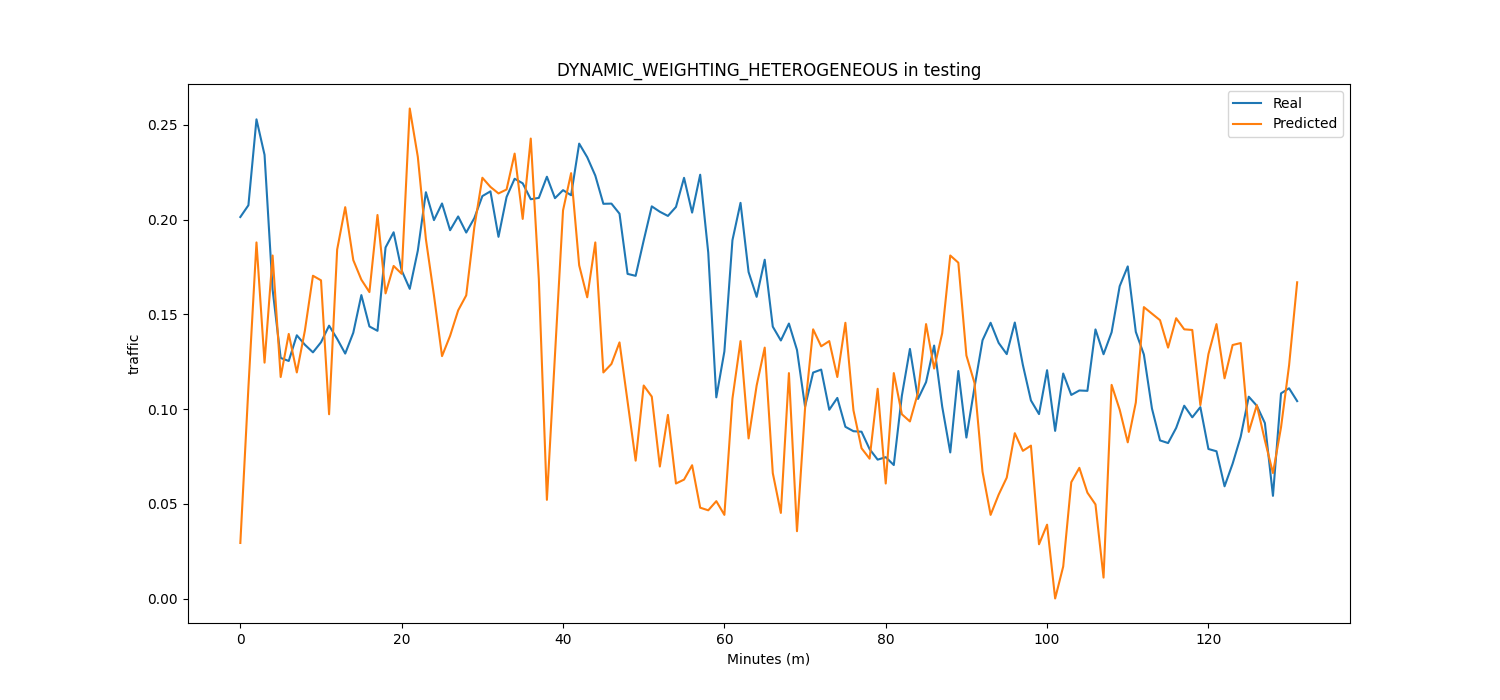 DYNAMIC_WEIGHTING_HETEROGENEOUS in testing
Real
Predicted
traffic
0.25
0.20
0.15
0.10
0.05
0.00
0 20 40 60 80 100 120
Minutes (m)